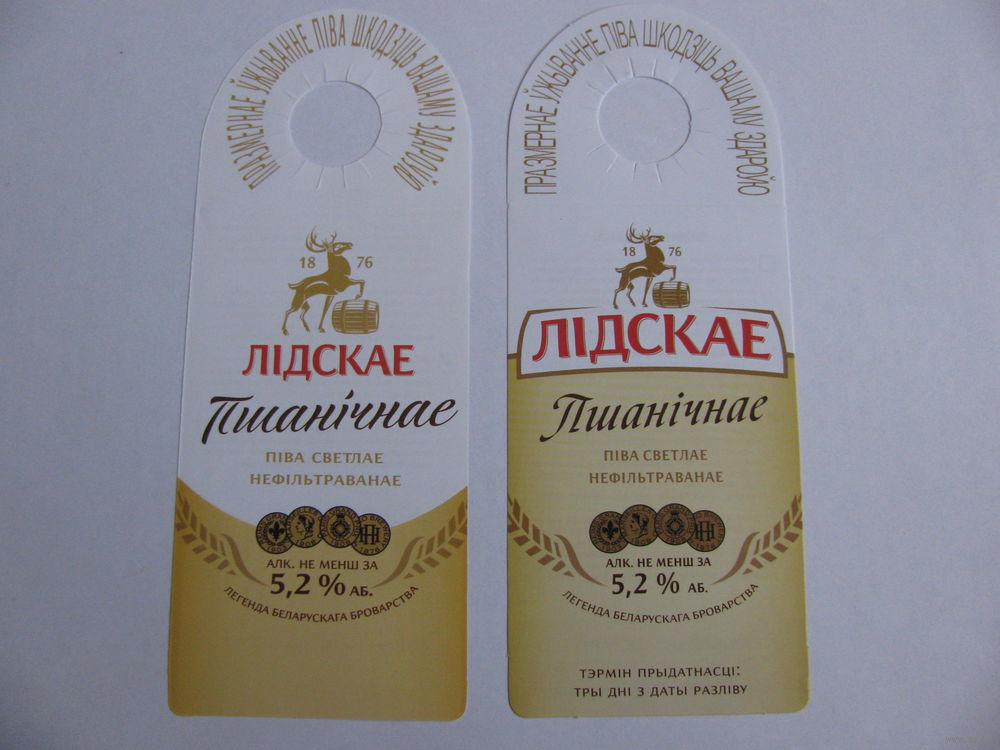 ПРАЗМЕРНАЕ ЎЖЫВАННЕ ПІВА ШКОДЗІЦЬ ВАШАМУ ЗДАРОЎЮ
18 76
ЛІДСКАЕ
Пшанічнае
ПІВА СВЕТЛАЕ
НЕФІЛЬТРАВАНАЕ
АЛК. НЕ МЕНШ ЗА
5,2 % АБ.
ЛЕГЕНДА БЕЛАРУСКАГА БРОВАРСТВА
ПРАЗМЕРНАЕ ЎЖЫВАННЕ ПІВА ШКОДЗІЦЬ ВАШАМУ ЗДАРОЎЮ
18 76
ЛІДСКАЕ
Пшанічнае
ПІВА СВЕТЛАЕ
НЕФІЛЬТРАВАНАЕ
АЛК. НЕ МЕНШ ЗА
5,2 % АБ.
ЛЕГЕНДА БЕЛАРУСКАГА БРОВАРСТВА
ТЭРМІН ПРЫДАТНАСЦІ:
ТРЫ ДНІ З ДАТЫ РАЗЛІВУ